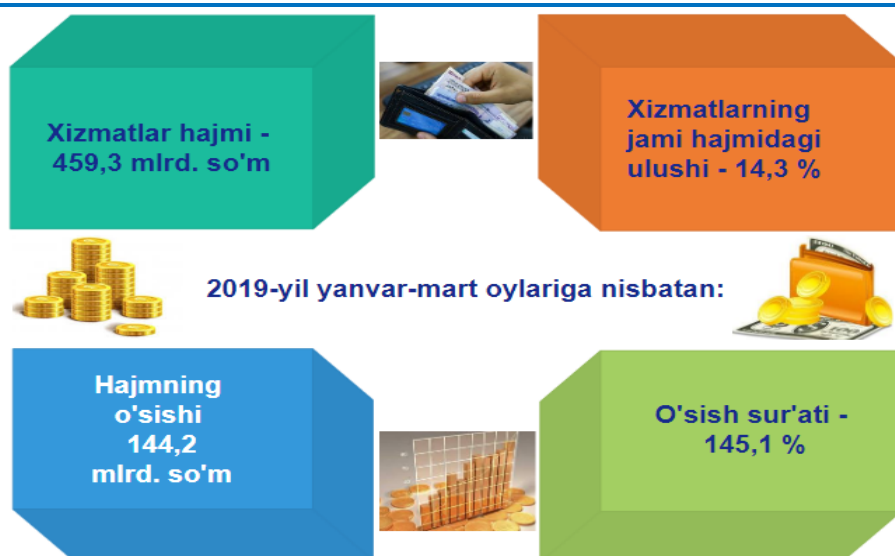 Xizmatlar hajmi -
459,3 mlrd. so'm
Xizmatlarning
jami hajmidagi
ulushi - 14,3 %
2019-yil yanvar-mart oylariga nisbatan:
Hajmning
o'sishi
144,2
mlrd. so'm
O'sish sur'ati -
145,1 %